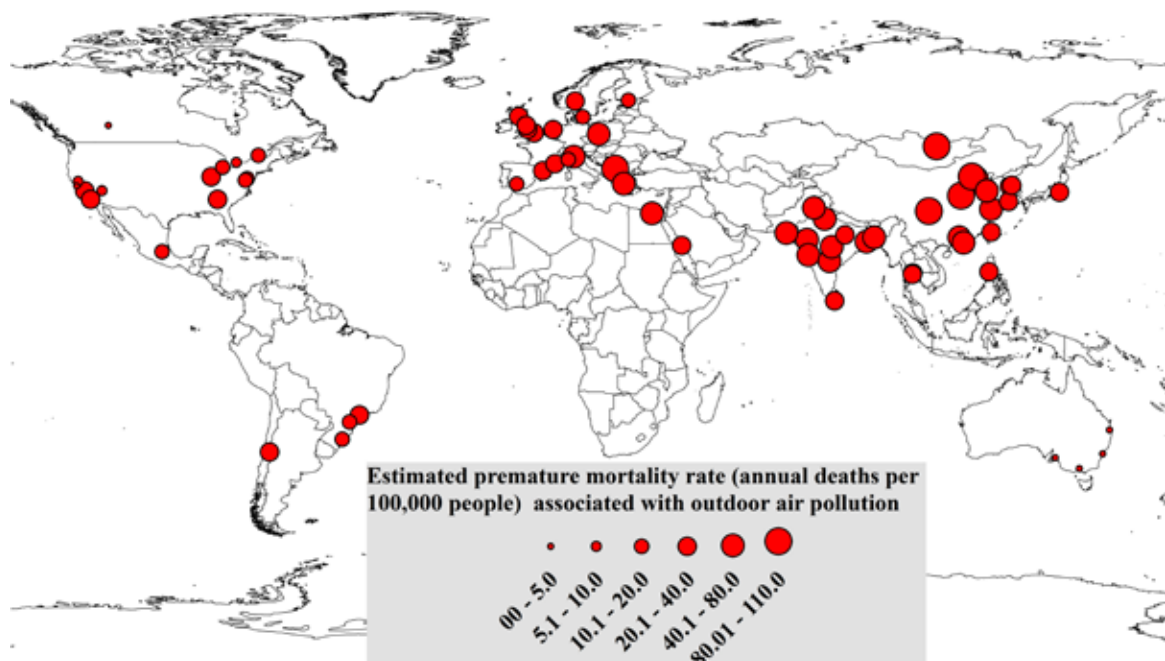 Estimated premature mortality rate (annual deaths per
100,000 people) associated with outdoor air pollution
00 - 5.0
5.1 - 10.0
10.1 - 20.0
20.1 - 40.0
40.1 - 80.0
80.01 - 110.0